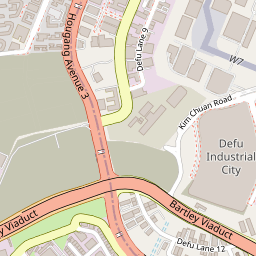 Hougang Avenue 3
Defu Lane 9
W7
Kim Chuan Road
Defu
Industrial
City
Bartley Viaduct
Bartley Viaduct
Defu Lane 12